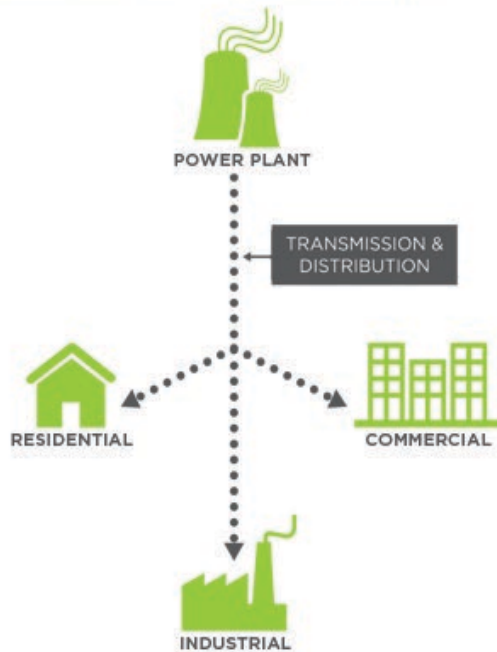 POWER PLANT
TRANSMISSION &
DISTRIBUTION
RESIDENTIAL
COMMERCIAL
INDUSTRIAL